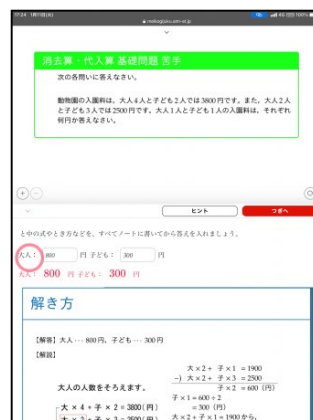 消去算・代入算 基礎問題 苦手
次の各問いに答えなさい。
動物園の入園料は、大人4人と子ども2人では3800円です。また、大人2人
と子ども3人では2500円です。大人1人と子ども1人の入園料は、それぞれ
何円か答えなさい。
ヒント
つぎへ
と中の式やとき方などを、すべてノートに書いてから答えを入れましょう。
大人： 800 円 子ども： 300 円
大人： 800 円 子ども： 300 円
解き方
【解答】大人… 800円、子ども… 300円
【解説】
大人の人数をそろえます。
大 × 4 + 子 × 2 = 3800(円)
大 × 2 + 子 × 3 = 2500(円)
大×2 + 子×1 = 1900
−) 大×2 + 子×3 = 2500
子×2 = 600 (円)
子×1 = 600÷2
= 300 (円)
大×2 + 子×1 = 1900から、